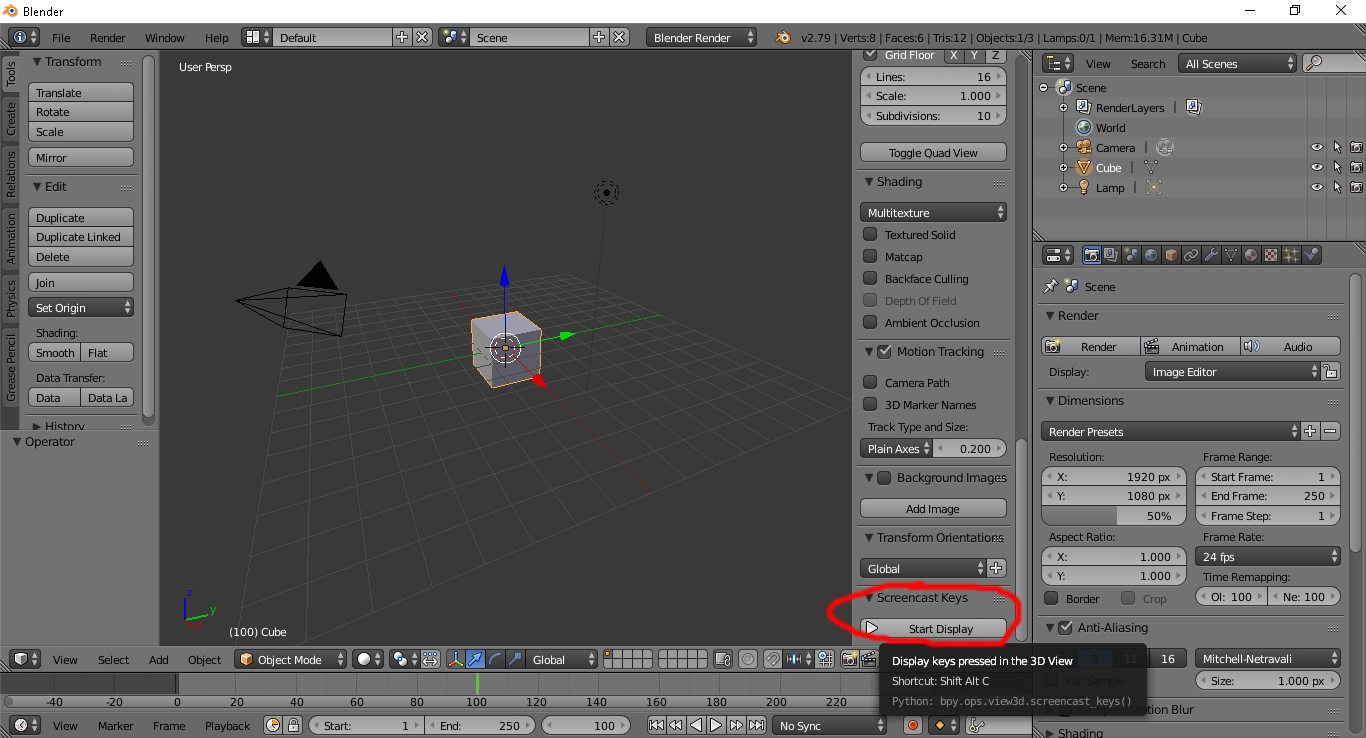 Blender
File Render Window Help Default Scene Blender Render v2.79 | Verts:8 | Faces:6 | Tris:12 | Objects:1/3 | Lamps:0/1 | Mem:16.31M | Cube
Tools
Create
Relations
Animation
Physics
Grease Pencil
Transform
Translate
Rotate
Scale
Mirror
Edit
Duplicate
Duplicate Linked
Delete
Join
Set Origin
Shading:
Smooth Flat
Data Transfer:
Data Data La
History
Operator
User Persp
z
y
x
(100) Cube
Grid Floor X Y Z
Lines: 16
Scale: 1.000
Subdivisions: 10
Toggle Quad View
Shading
Multitexture
Textured Solid
Matcap
Backface Culling
Depth Of Field
Ambient Occlusion
Motion Tracking
Camera Path
3D Marker Names
Track Type and Size:
Plain Axes 0.200
Background Images
Add Image
Transform Orientations
Global
Screencast Keys
Start Display
Display keys pressed in the 3D View
Shortcut: Shift Alt C
Python: bpy.ops.view3d.screencast_keys()
View Search All Scenes
Scene
RenderLayers |
World
Camera |
Cube |
Lamp |
Scene
Render
Render Animation Audio
Display: Image Editor
Dimensions
Render Presets
Resolution:
X: 1920 px
Y: 1080 px
50%
Frame Range:
Start Frame: 1
End Frame: 250
Frame Step: 1
Aspect Ratio:
X: 1.000
Y: 1.000
Border Crop
Frame Rate:
24 fps
Time Remapping:
Ol: 100 Ne: 100
Anti-Aliasing
8 11 16 Mitchell-Netravali
Full Sample Size: 1.000 px
Sampled Motion Blur
Shading
View Select Add Object Object Mode Global
-40 -20 0 20 40 60 80 100 120 140 160 180 200 220
View Marker Frame Playback Start: 1 End: 250 100 No Sync